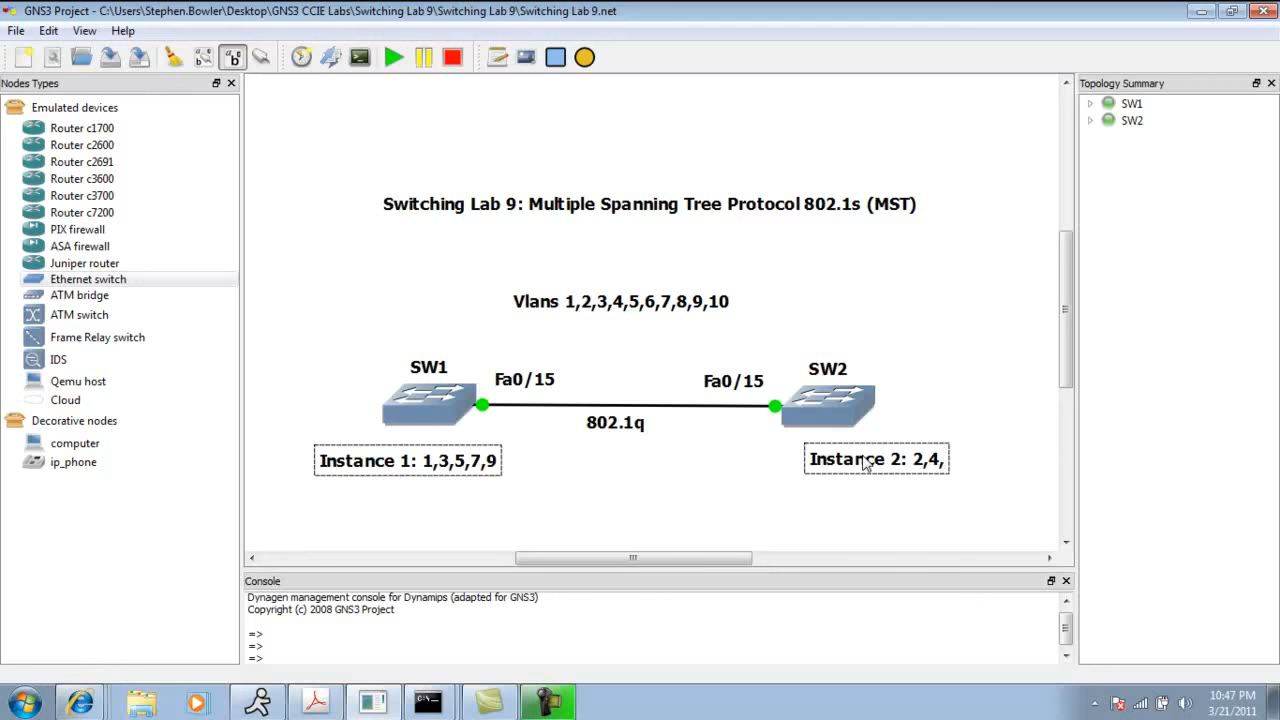 GNS3 Project - C:\Users\Stephen.Bowler\Desktop\GNS3 CCIE Labs\Switching Lab 9\Switching Lab 9\Switching Lab 9.net
File Edit View Help
Nodes Types
Emulated devices
Router c1700
Router c2600
Router c2691
Router c3600
Router c3700
Router c7200
PIX firewall
ASA firewall
Juniper router
Ethernet switch
ATM bridge
ATM switch
Frame Relay switch
IDS
Qemu host
Cloud
Decorative nodes
computer
ip_phone
Switching Lab 9: Multiple Spanning Tree Protocol 802.1s (MST)
Vlans 1,2,3,4,5,6,7,8,9,10
SW1
Fa0/15
Fa0/15
SW2
802.1q
Instance 1: 1,3,5,7,9
Instance 2: 2,4,
Console
Dynagen management console for Dynamips (adapted for GNS3)
Copyright (c) 2008 GNS3 Project
=>
=>
=>
Topology Summary
SW1
SW2
10:47 PM
3/21/2011